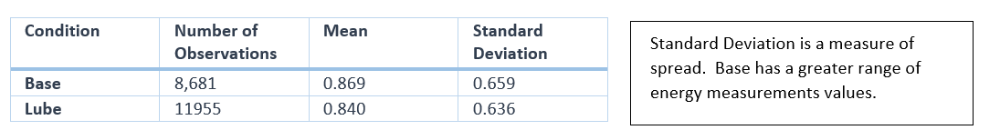 Condition Number of Observations Mean Standard Deviation
Base 8,681 0.869 0.659
Lube 11955 0.840 0.636
Standard Deviation is a measure of
spread.  Base has a greater range of
energy measurements values.